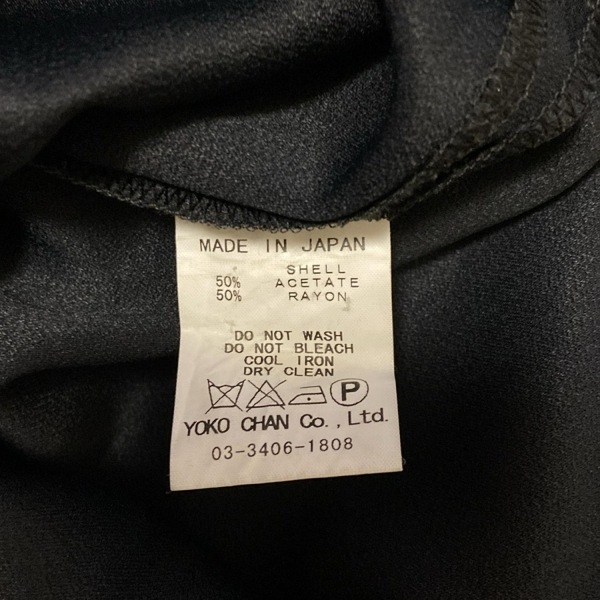 MADE IN JAPAN
SHELL
50% ACETATE
50% RAYON
DO NOT WASH
DO NOT BLEACH
COOL IRON
DRY CLEAN
P
YOKO CHAN Co., Ltd.
03-3406-1808